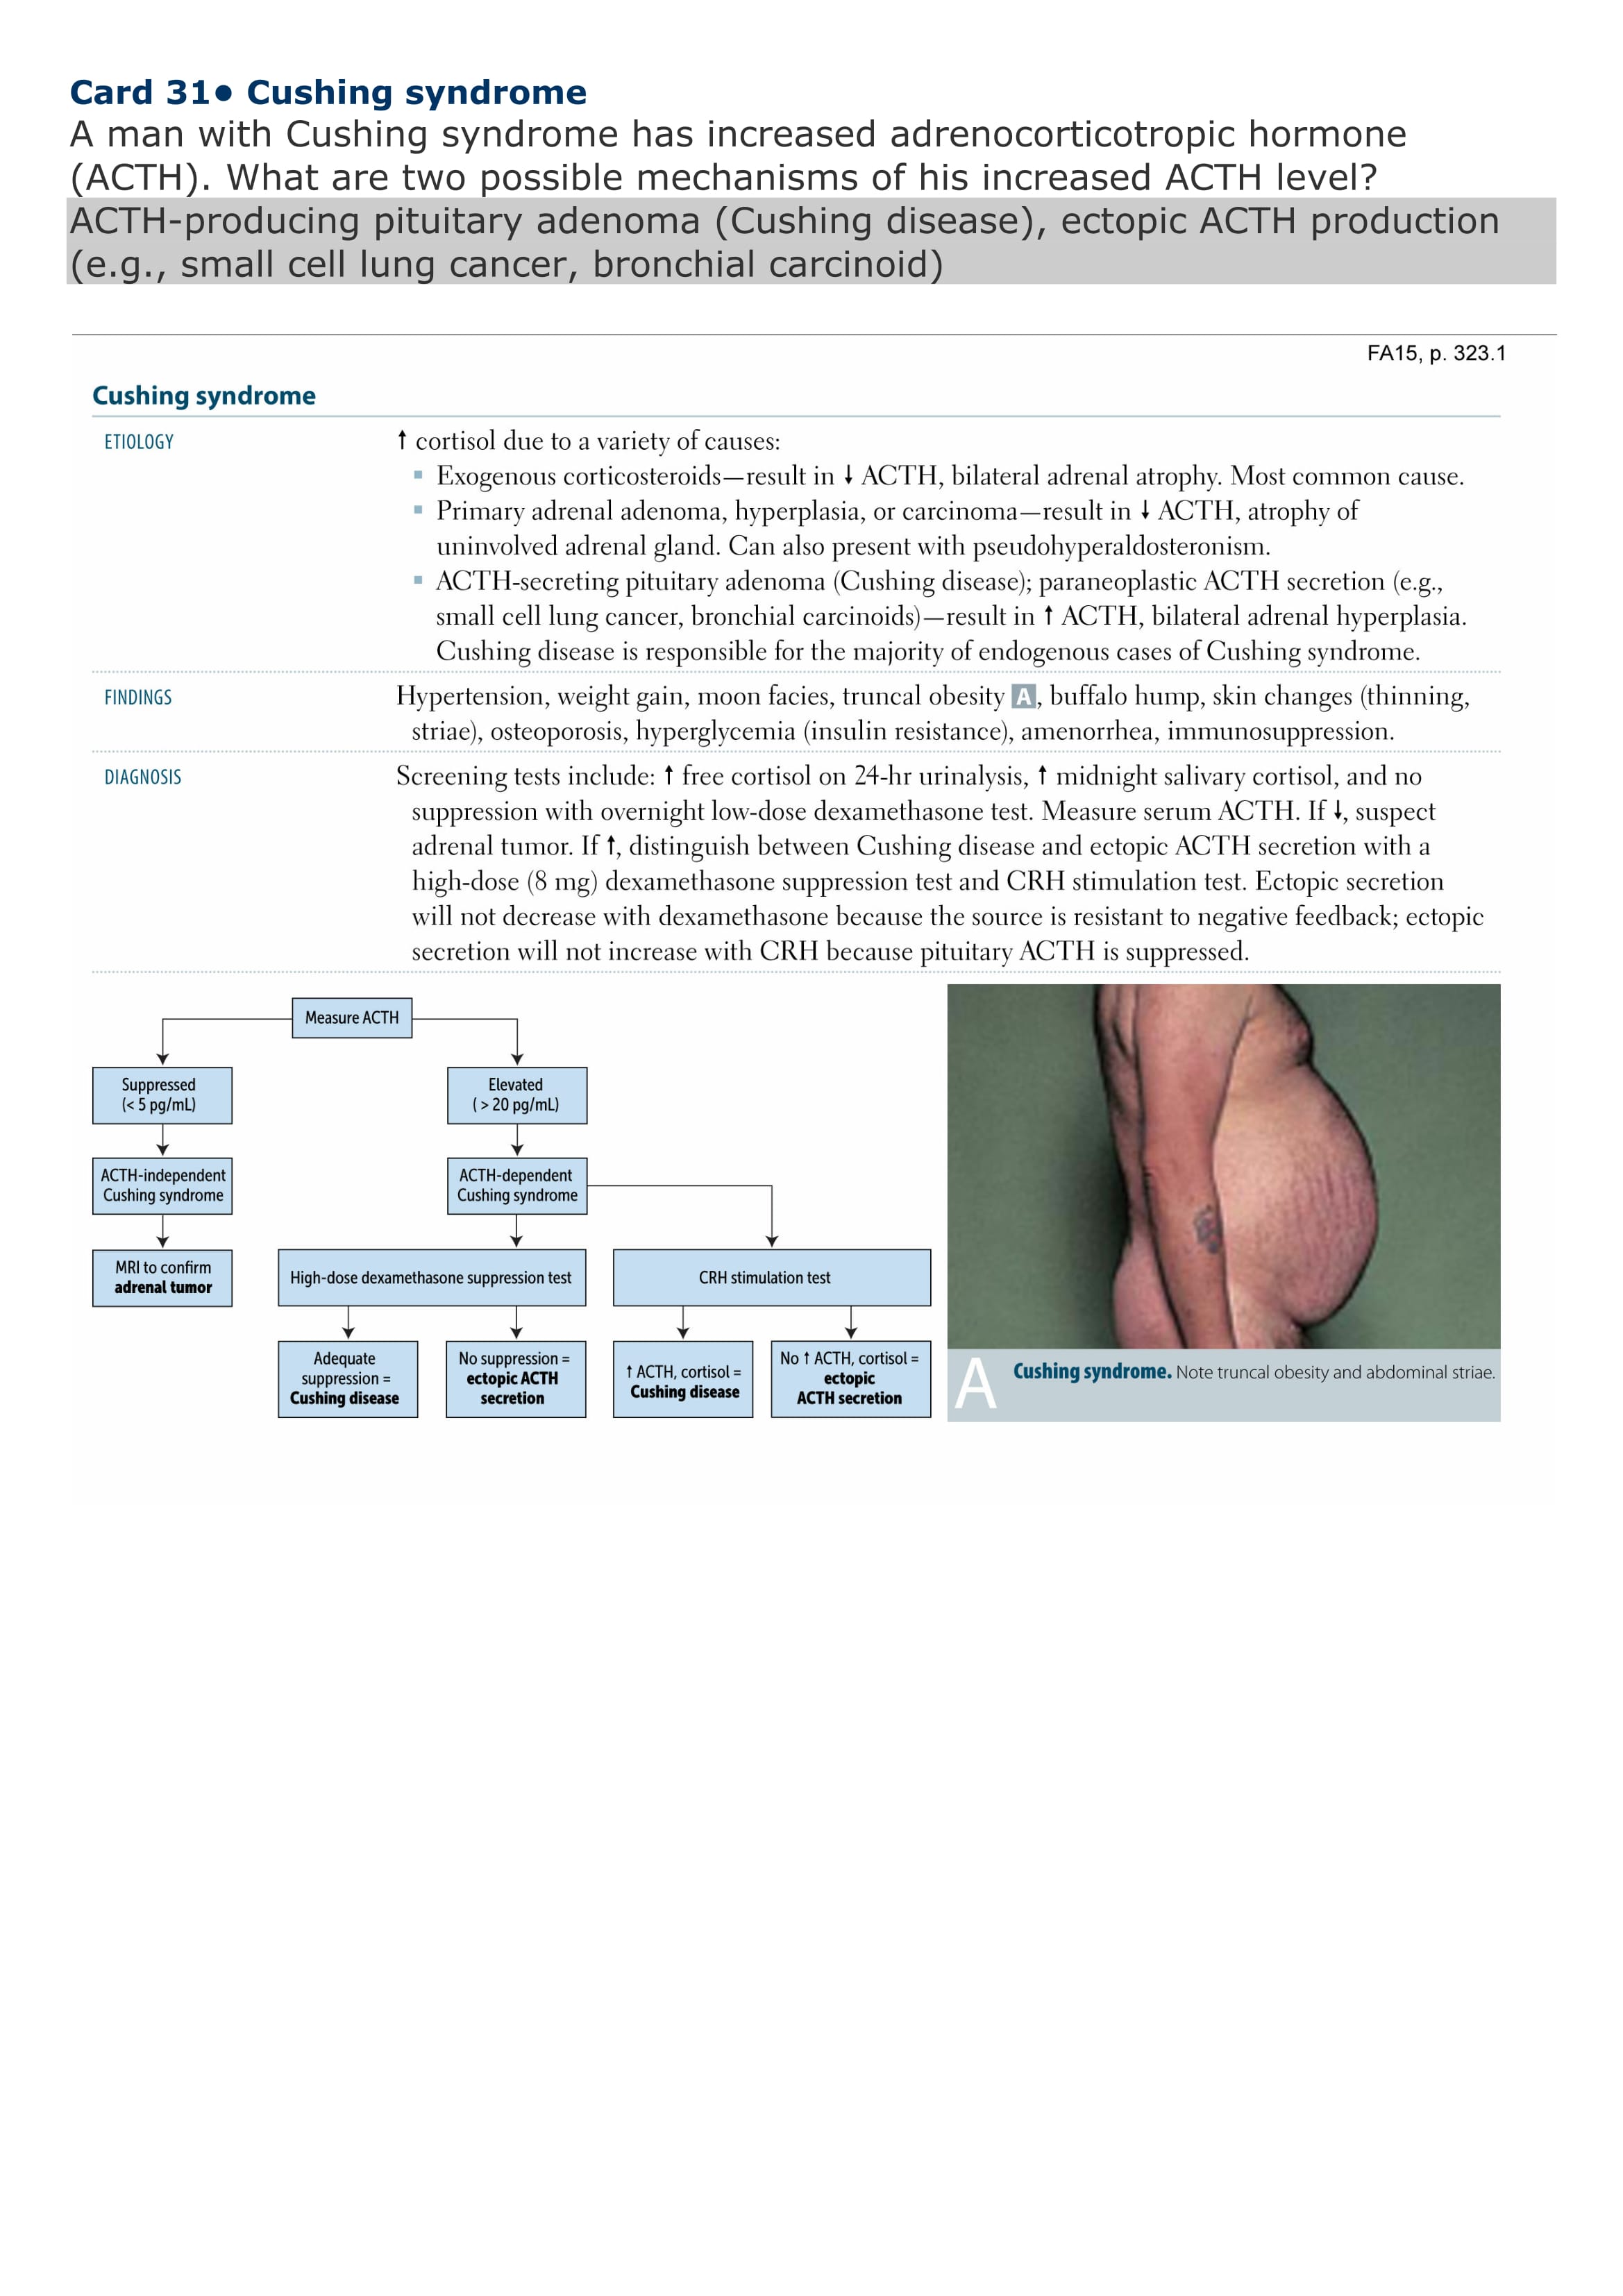 Card 31● Cushing syndrome
A man with Cushing syndrome has increased adrenocorticotropic hormone
(ACTH). What are two possible mechanisms of his increased ACTH level?
ACTH-producing pituitary adenoma (Cushing disease), ectopic ACTH production
(e.g., small cell lung cancer, bronchial carcinoid)
FA15, p. 323.1
Cushing syndrome
ETIOLOGY
↑ cortisol due to a variety of causes:
▪ Exogenous corticosteroids—result in ↓ ACTH, bilateral adrenal atrophy. Most common cause.
▪ Primary adrenal adenoma, hyperplasia, or carcinoma—result in ↓ ACTH, atrophy of
uninvolved adrenal gland. Can also present with pseudohyperaldosteronism.
▪ ACTH-secreting pituitary adenoma (Cushing disease); paraneoplastic ACTH secretion (e.g.,
small cell lung cancer, bronchial carcinoids)—result in ↑ ACTH, bilateral adrenal hyperplasia.
Cushing disease is responsible for the majority of endogenous cases of Cushing syndrome.
FINDINGS
Hypertension, weight gain, moon facies, truncal obesity A, buffalo hump, skin changes (thinning,
striae), osteoporosis, hyperglycemia (insulin resistance), amenorrhea, immunosuppression.
DIAGNOSIS
Screening tests include: ↑ free cortisol on 24-hr urinalysis, ↑ midnight salivary cortisol, and no
suppression with overnight low-dose dexamethasone test. Measure serum ACTH. If ↓, suspect
adrenal tumor. If ↑, distinguish between Cushing disease and ectopic ACTH secretion with a
high-dose (8 mg) dexamethasone suppression test and CRH stimulation test. Ectopic secretion
will not decrease with dexamethasone because the source is resistant to negative feedback; ectopic
secretion will not increase with CRH because pituitary ACTH is suppressed.
Measure ACTH
Suppressed
(< 5 pg/mL)
Elevated
( > 20 pg/mL)
ACTH-independent
Cushing syndrome
ACTH-dependent
Cushing syndrome
MRI to confirm
adrenal tumor
High-dose dexamethasone suppression test
CRH stimulation test
Adequate
suppression =
Cushing disease
No suppression =
ectopic ACTH
secretion
↑ ACTH, cortisol =
Cushing disease
No ↑ ACTH, cortisol =
ectopic
ACTH secretion
A
Cushing syndrome. Note truncal obesity and abdominal striae.